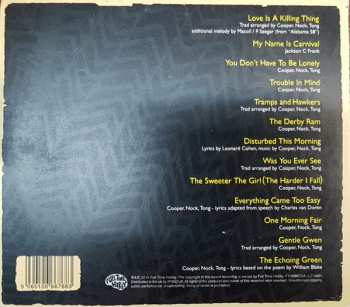 Love Is A Killing Thing
Trad arranged by Cooper, Nock, Tong
additional melody by Macoll / P Seeger (from "Alabama 58")
My Name Is Carnival
Jackson C Frank
You Don't Have To Be Lonely
Cooper, Nock, Tong
Trouble In Mind
Cooper, Nock, Tong
Tramps and Hawkers
Trad arranged by Cooper, Nock, Tong
The Derby Ram
Cooper, Nock, Tong
Disturbed This Morning
Lyrics by Leonard Cohen, music by Cooper, Nock, Tong
Was You Ever See
Trad arranged by Cooper, Nock, Tong
The Sweeter The Girl (The Harder I Fall)
Cooper, Nock, Tong
Everything Came Too Easy
Cooper, Nock, Tong - lyrics adapted from speech by Charles van Doren
One Morning Fair
Cooper, Nock, Tong
Gentle Gwen
Trad arranged by Cooper, Nock, Tong
The Echoing Green
Cooper, Nock, Tong - lyrics based on the poem by William Blake